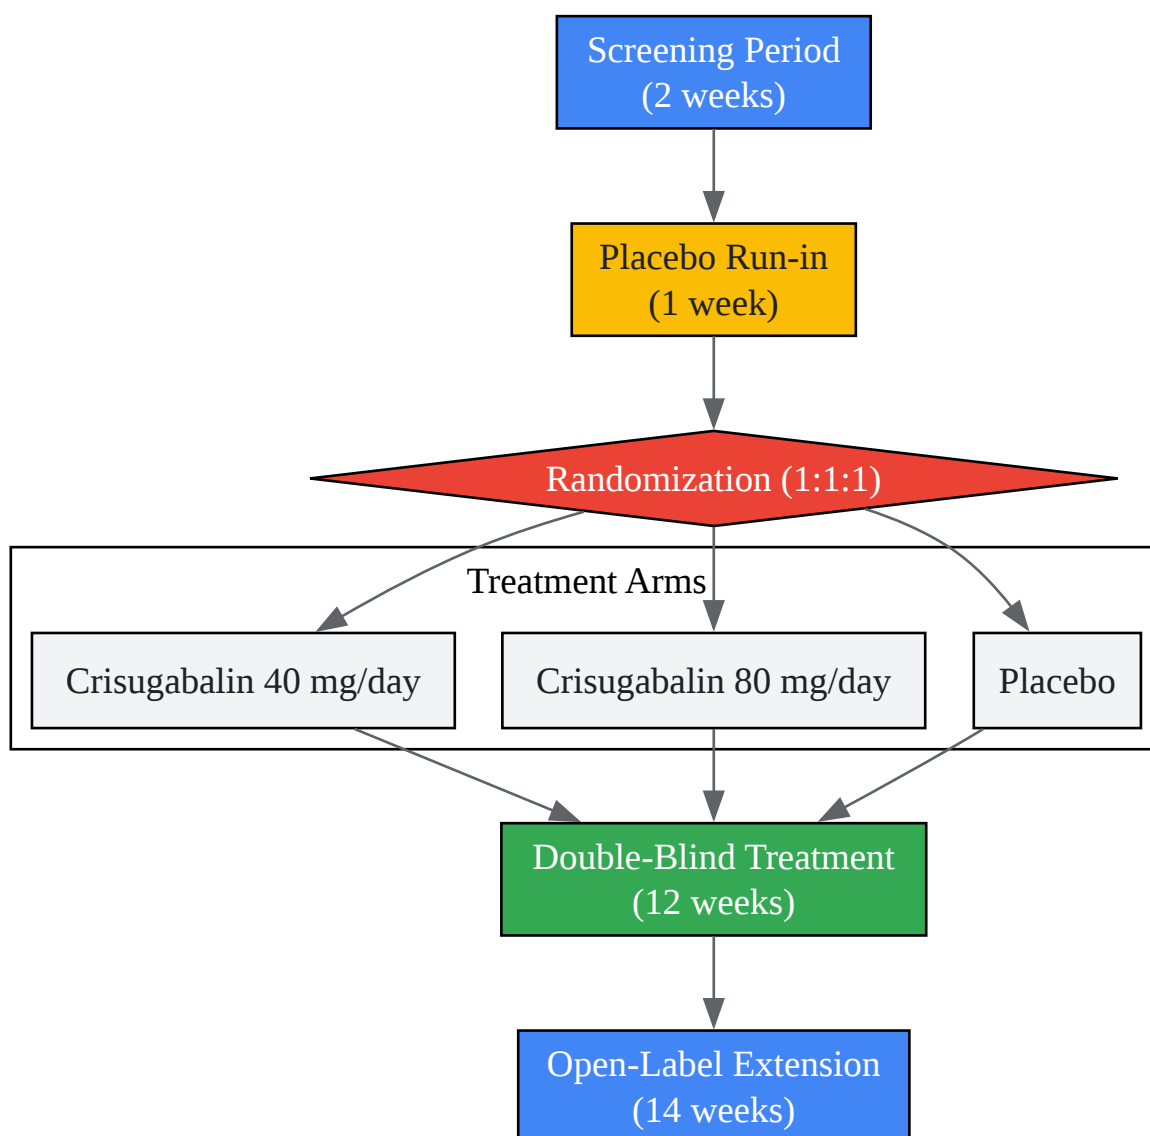 Screening Period
(2 weeks)
Placebo Run-in
(1 week)
Randomization (1:1:1)
Treatment Arms
Crisugabalin 40 mg/day
Crisugabalin 80 mg/day
Placebo
Double-Blind Treatment
(12 weeks)
Open-Label Extension
(14 weeks)